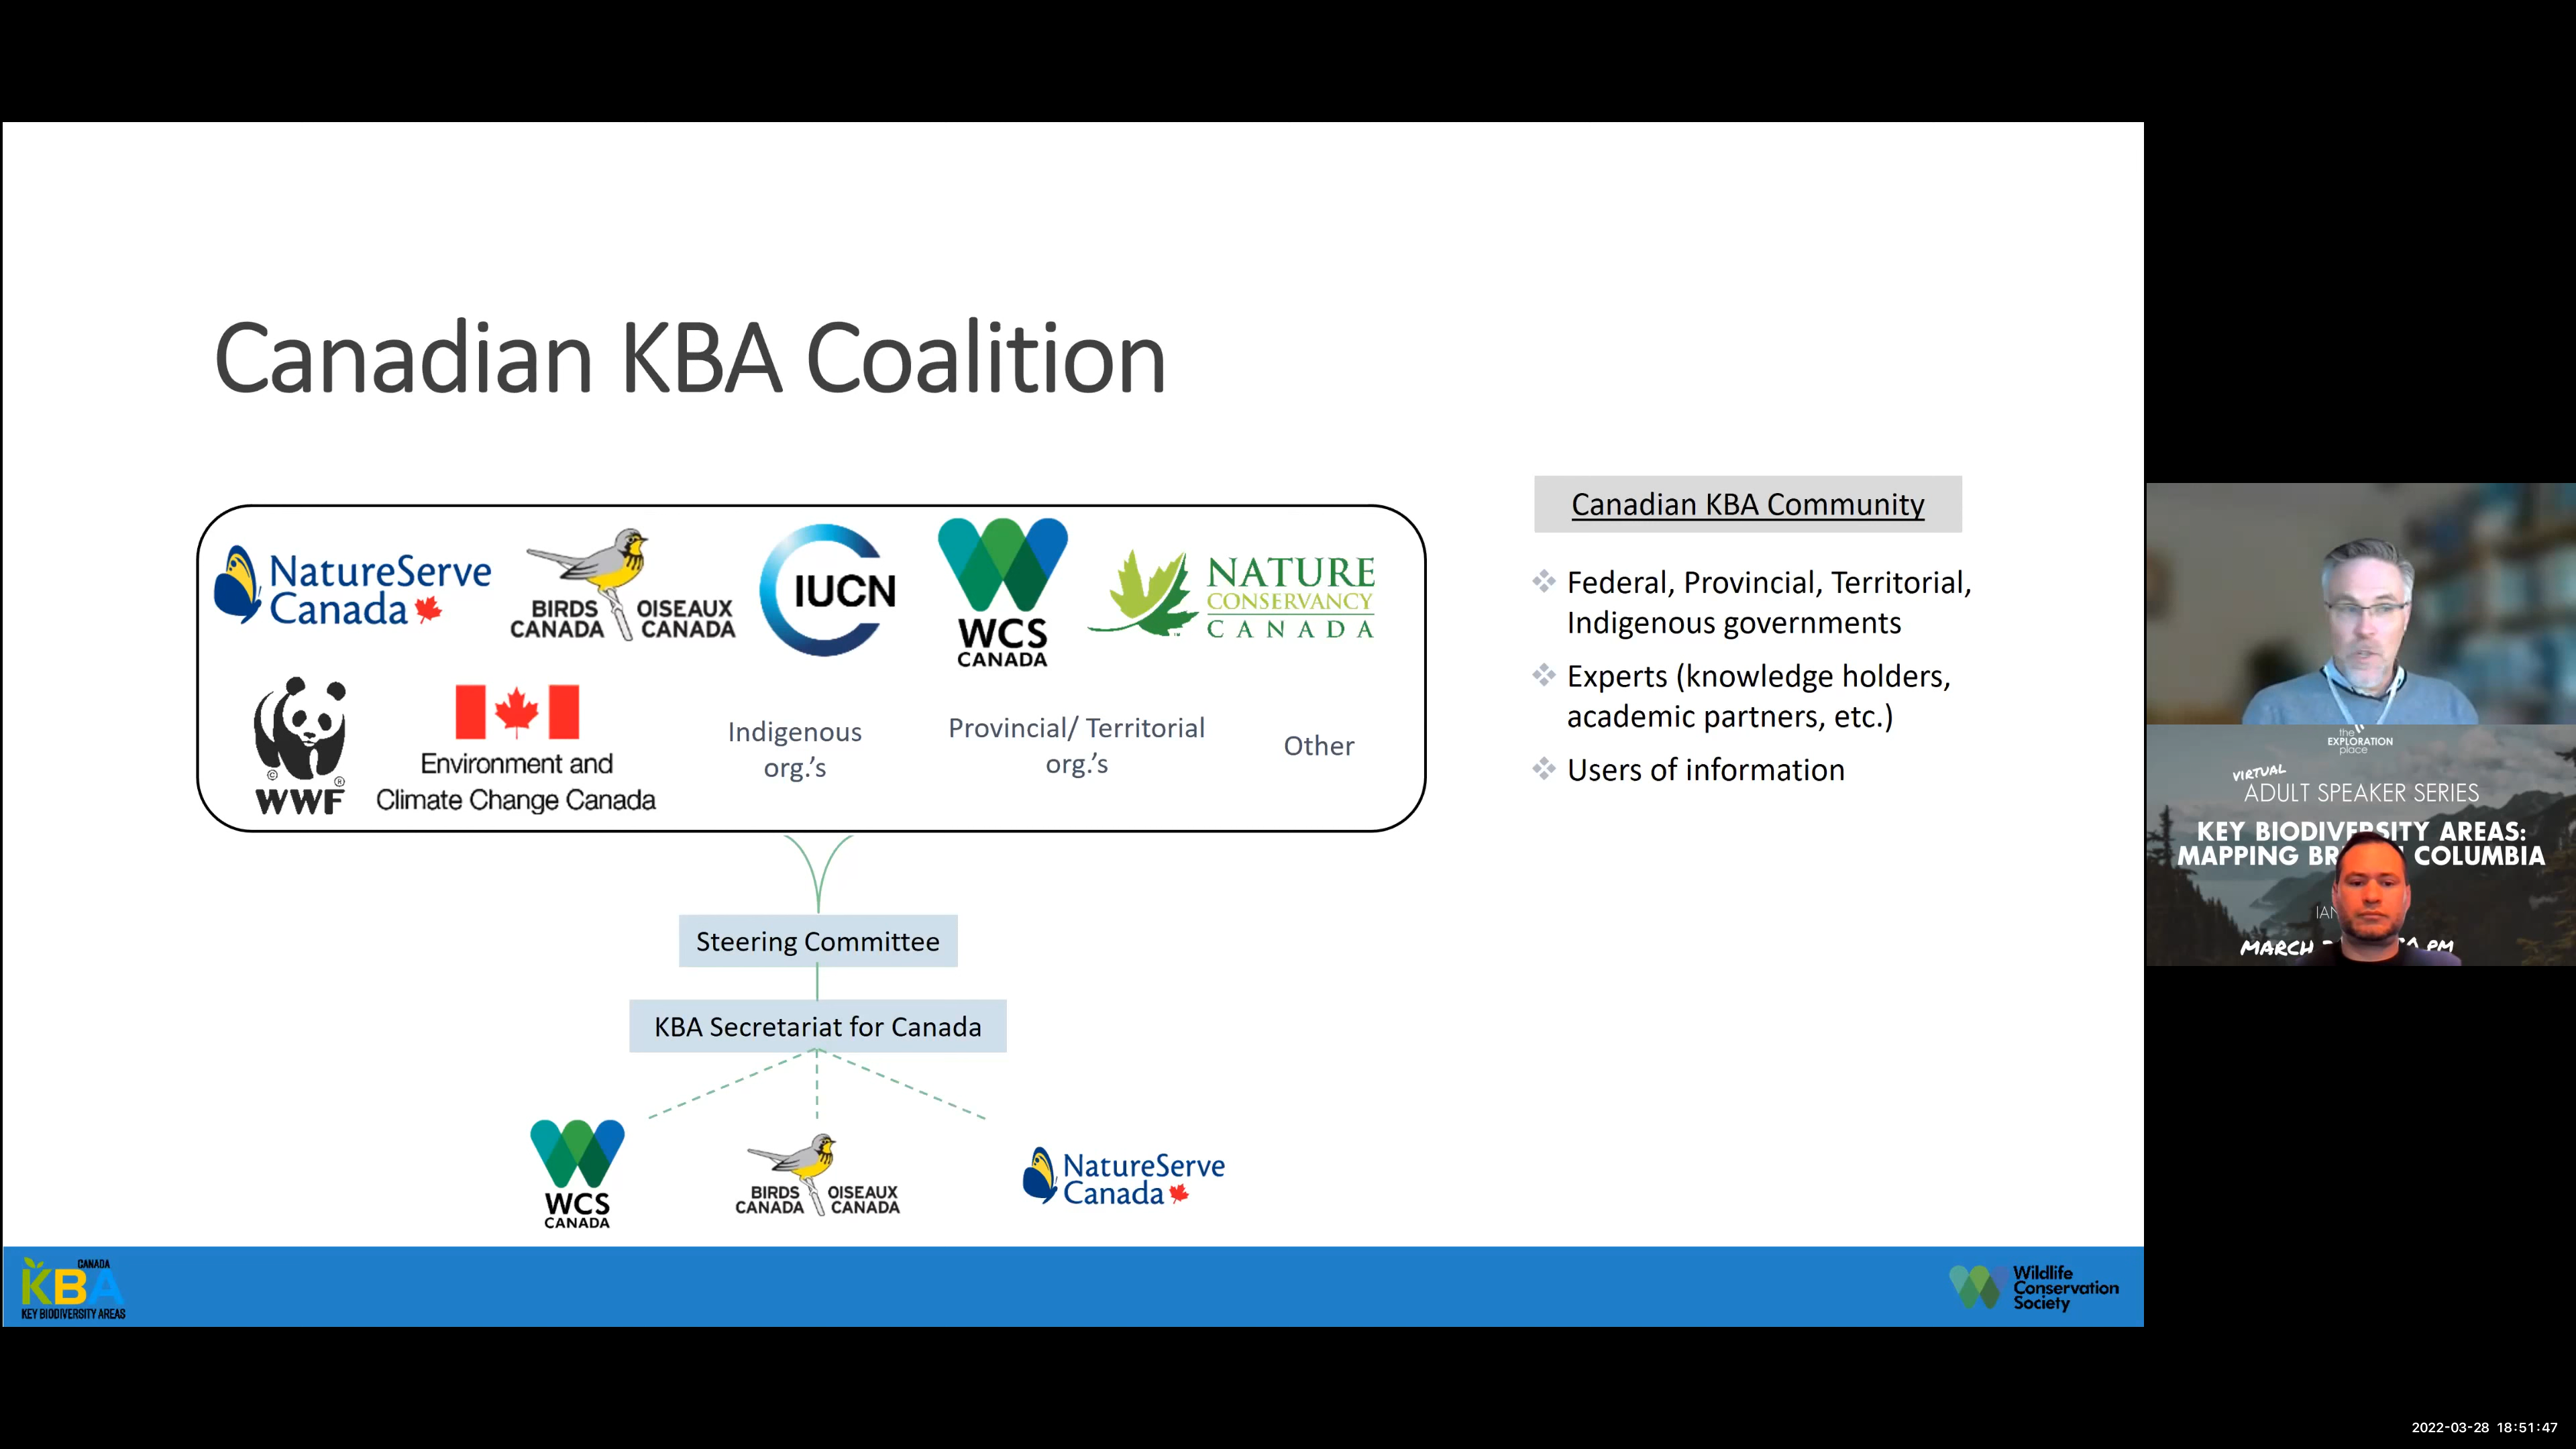 Canadian KBA Coalition
NatureServe
Canada
BIRDS OISEAUX
CANADA CANADA
IUCN
WCS
CANADA
NATURE
CONSERVANCY
CANADA
WWF
Environment and
Climate Change Canada
Indigenous
org.'s
Provincial/ Territorial
org.'s
Other
Steering Committee
KBA Secretariat for Canada
WCS
CANADA
BIRDS OISEAUX
CANADA CANADA
NatureServe
Canada
Canadian KBA Community
Federal, Provincial, Territorial,
Indigenous governments
Experts (knowledge holders,
academic partners, etc.)
Users of information
CANADA
KBA
KEY BIODIVERSITY AREAS
Wildlife
Conservation
Society
the
EXPLORATION
place
VIRTUAL
ADULT SPEAKER SERIES
KEY BIODIVERSITY AREAS:
MAPPING COLUMBIA
MARCH PM
2022-03-28 18:51:47